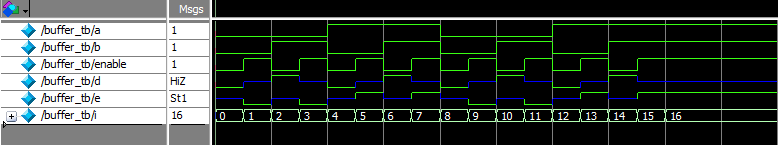 Msgs
/buffer_tb/a 1
/buffer_tb/b 1
/buffer_tb/enable 1
/buffer_tb/d HiZ
/buffer_tb/e St1
/buffer_tb/i 16 0 1 2 3 4 5 6 7 8 9 10 11 12 13 14 15 16